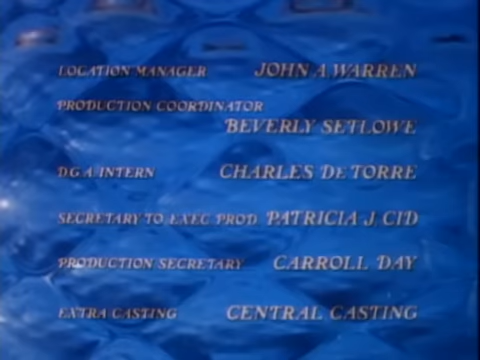 LOCATION MANAGER JOHN A. WARREN
PRODUCTION COORDINATOR
BEVERLY SETLOWE
D.G.A. INTERN CHARLES DE TORRE
SECRETARY TO EXEC. PROD. PATRICIA J. CID
PRODUCTION SECRETARY CARROLL DAY
EXTRA CASTING CENTRAL CASTING